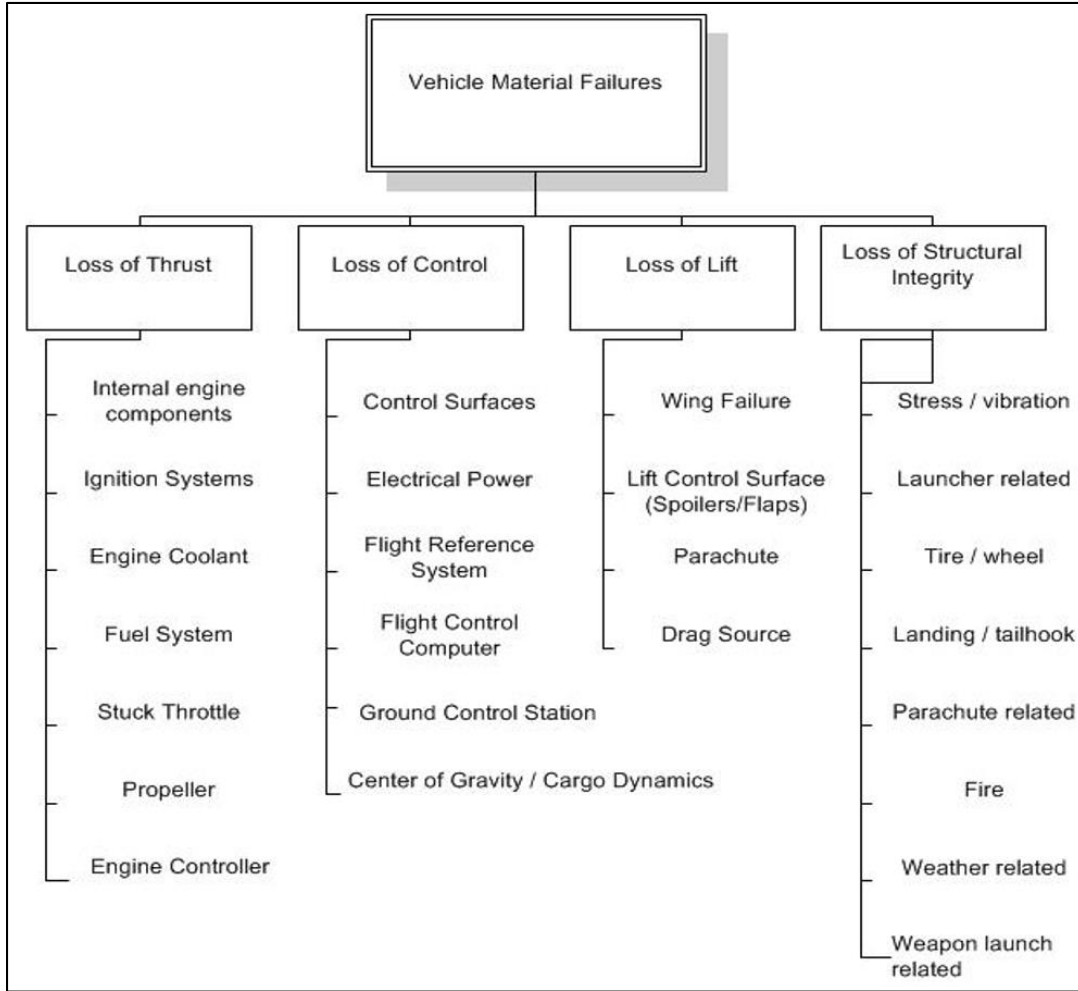 Vehicle Material Failures
Loss of Thrust
Internal engine
components
Ignition Systems
Engine Coolant
Fuel System
Stuck Throttle
Propeller
Engine Controller
Loss of Control
Control Surfaces
Electrical Power
Flight Reference
System
Flight Control
Computer
Ground Control Station
Center of Gravity / Cargo Dynamics
Loss of Lift
Wing Failure
Lift Control Surface
(Spoilers/Flaps)
Parachute
Drag Source
Loss of Structural
Integrity
Stress / vibration
Launcher related
Tire / wheel
Landing / tailhook
Parachute related
Fire
Weather related
Weapon launch
related